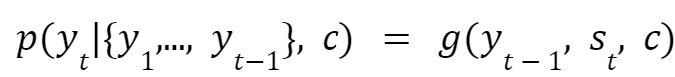 p(y_t|{y_1,..., y_{t-1}}, c) = g(y_{t-1}, s_t, c)